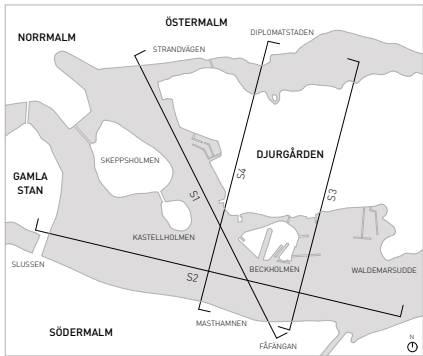 ÖSTERMALM
DIPLOMATSTADEN
NORRMALM
STRANDVÄGEN
SKEPPSHOLMEN
DJURGÅRDEN
GAMLA
STAN
S4
S3
S1
KASTELLHOLMEN
SLUSSEN
S2
BECKHOLMEN
WALDEMARSUDDE
MASTHAMNEN
SÖDERMALM
FÅFÄNGAN
N